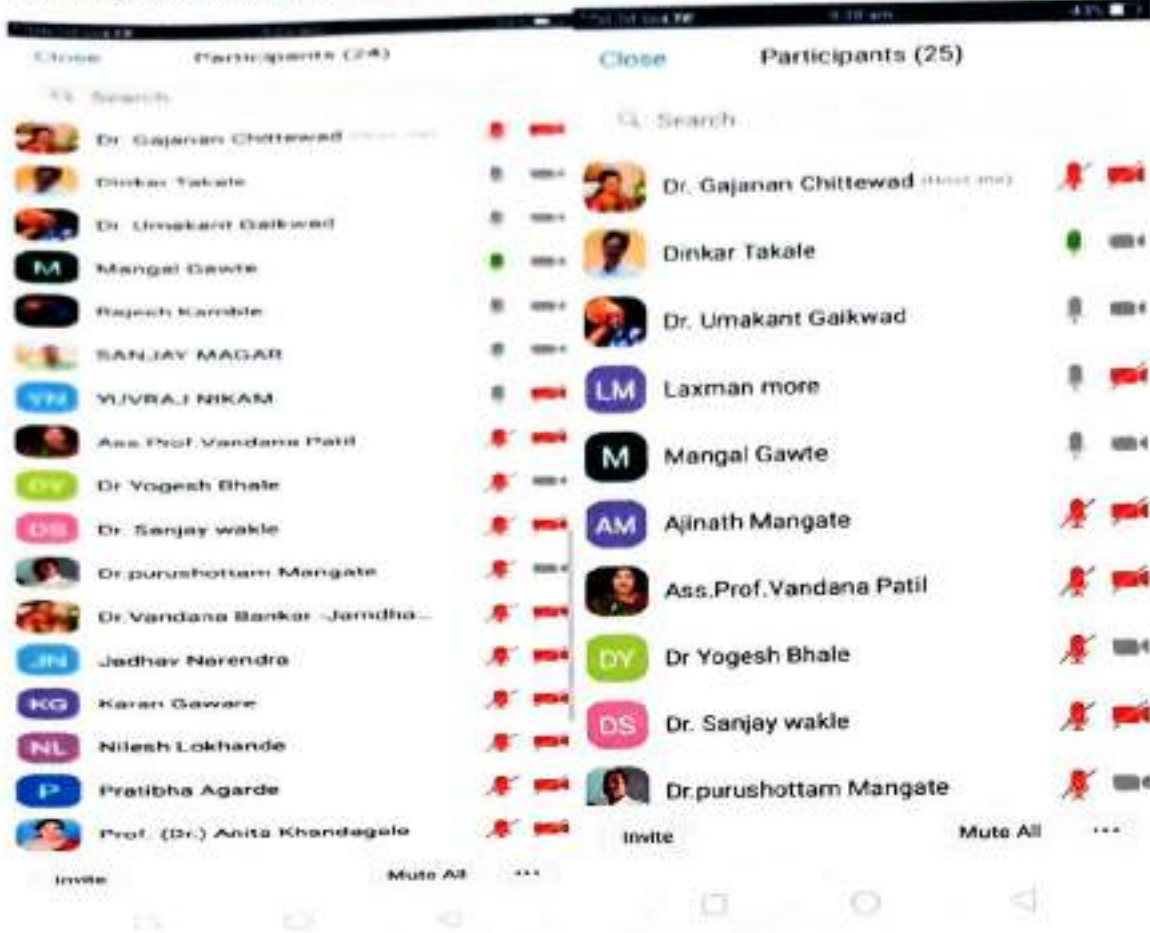 Close Participants (24)
Search
Dr. Gajanan Chittewad
Dinkar Takale
Dr. Umakant Gaikwad
M Mangal Gawte
Rajesh Kamble
SANJAY MAGAR
YN YUVRAJ NIKAM
Ass.Prof.Vandana Patil
DY Dr Yogesh Bhale
DS Dr. Sanjay wakle
Dr.purushottam Mangate
Dr.Vandana Bankar -Jamdha...
JN Jadhav Narendra
KG Karan Gaware
NL Nilesh Lokhande
P Pratibha Agarde
Prof. (Dr.) Anita Khandagale
Invite Mute All ...
43%
Close Participants (25)
Search
Dr. Gajanan Chittewad (Host, me)
Dinkar Takale
Dr. Umakant Gaikwad
LM Laxman more
M Mangal Gawte
AM Ajinath Mangate
Ass.Prof.Vandana Patil
DY Dr Yogesh Bhale
DS Dr. Sanjay wakle
Dr.purushottam Mangate
Invite Mute All ...